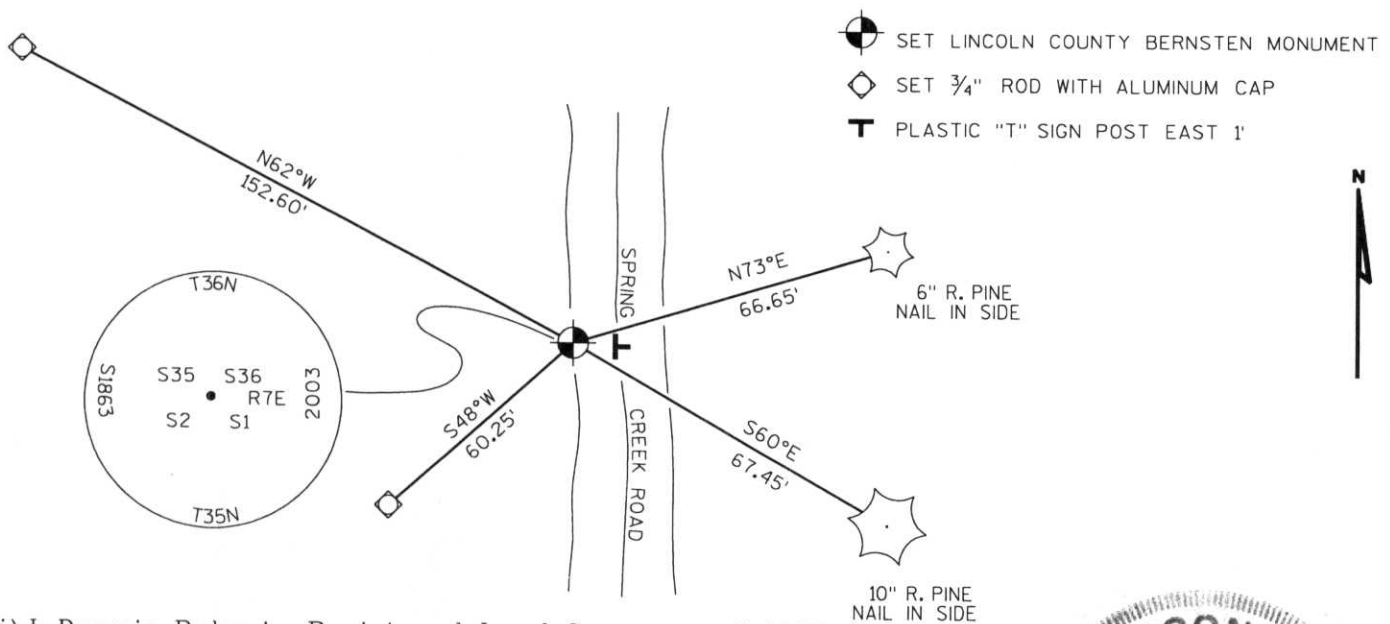 SET LINCOLN COUNTY BERNSTEN MONUMENT
SET 3/4" ROD WITH ALUMINUM CAP
PLASTIC "T" SIGN POST EAST 1'
N
N62°W
152.60'
SPRING
N73°E
66.65'
6" R. PINE
NAIL IN SIDE
T36N
S1863
S35 S36
R7E
2003
S2 S1
T35N
S48°W
60.25'
CREEK ROAD
S60°E
67.45'
10" R. PINE
NAIL IN SIDE